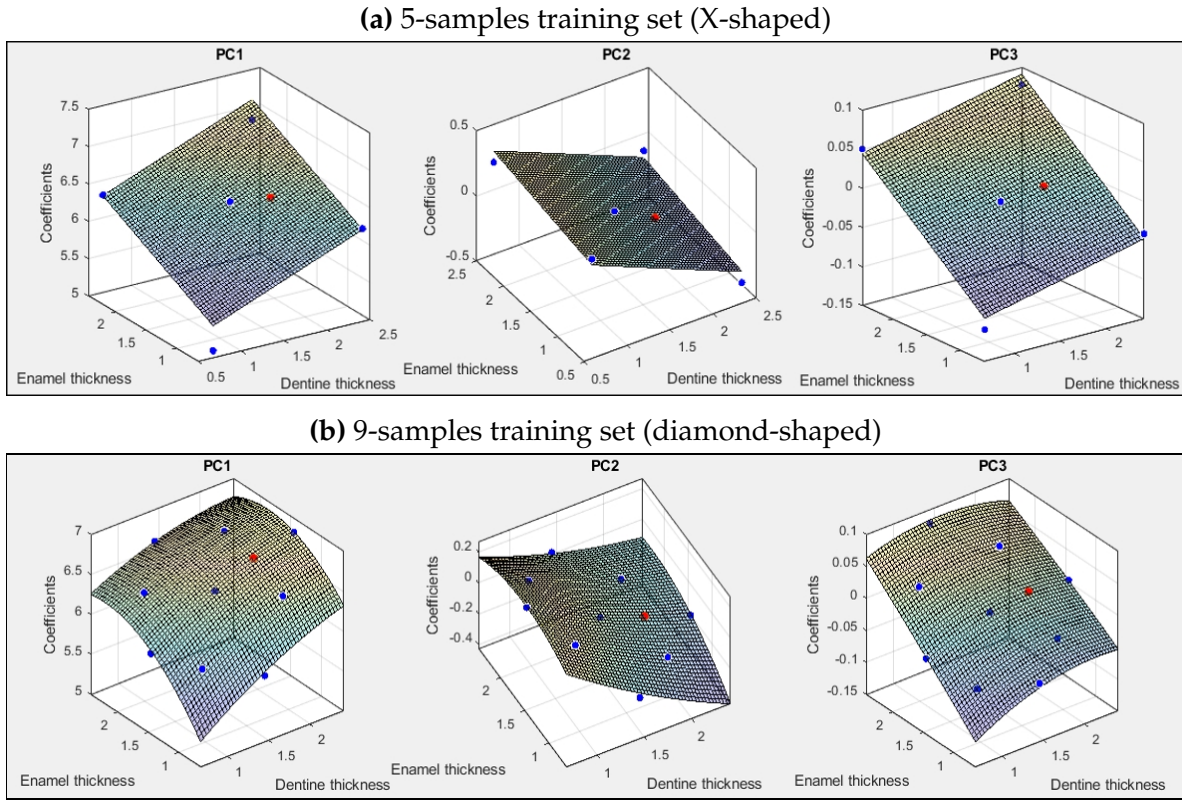 (a) 5-samples training set (X-shaped)
PC1
PC2
PC3
7.5
7
6.5
6
5.5
5
Coefficients
2
1.5
1
Enamel thickness
0.5
1
1.5
2
2.5
Dentine thickness
0.5
0
-0.5
Coefficients
2.5
2
1.5
1
0.5
Enamel thickness
0.5
1
1.5
2
2.5
Dentine thickness
0.1
0.05
0
-0.05
-0.1
-0.15
Coefficients
2
1.5
1
Enamel thickness
1
1.5
2
Dentine thickness
(b) 9-samples training set (diamond-shaped)
PC1
PC2
PC3
7
6.5
6
5.5
5
Coefficients
2
1.5
1
Enamel thickness
1
1.5
2
Dentine thickness
0.2
0
-0.2
-0.4
Coefficients
2
1.5
1
Enamel thickness
1
1.5
2
Dentine thickness
0.1
0.05
0
-0.05
-0.1
-0.15
Coefficients
2
1.5
1
Enamel thickness
1
1.5
2
Dentine thickness